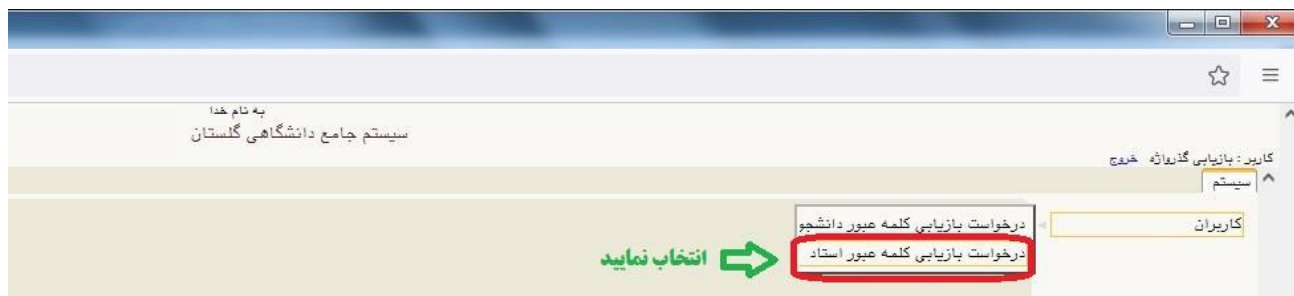 به نام خدا
سیستم جامع دانشگاهی گلستان
کاربر : بازیابی گذرواژه خروج
سیستم
کاربران
درخواست بازیابی کلمه عبور دانشجو
درخواست بازیابی کلمه عبور استاد
انتخاب نمایید